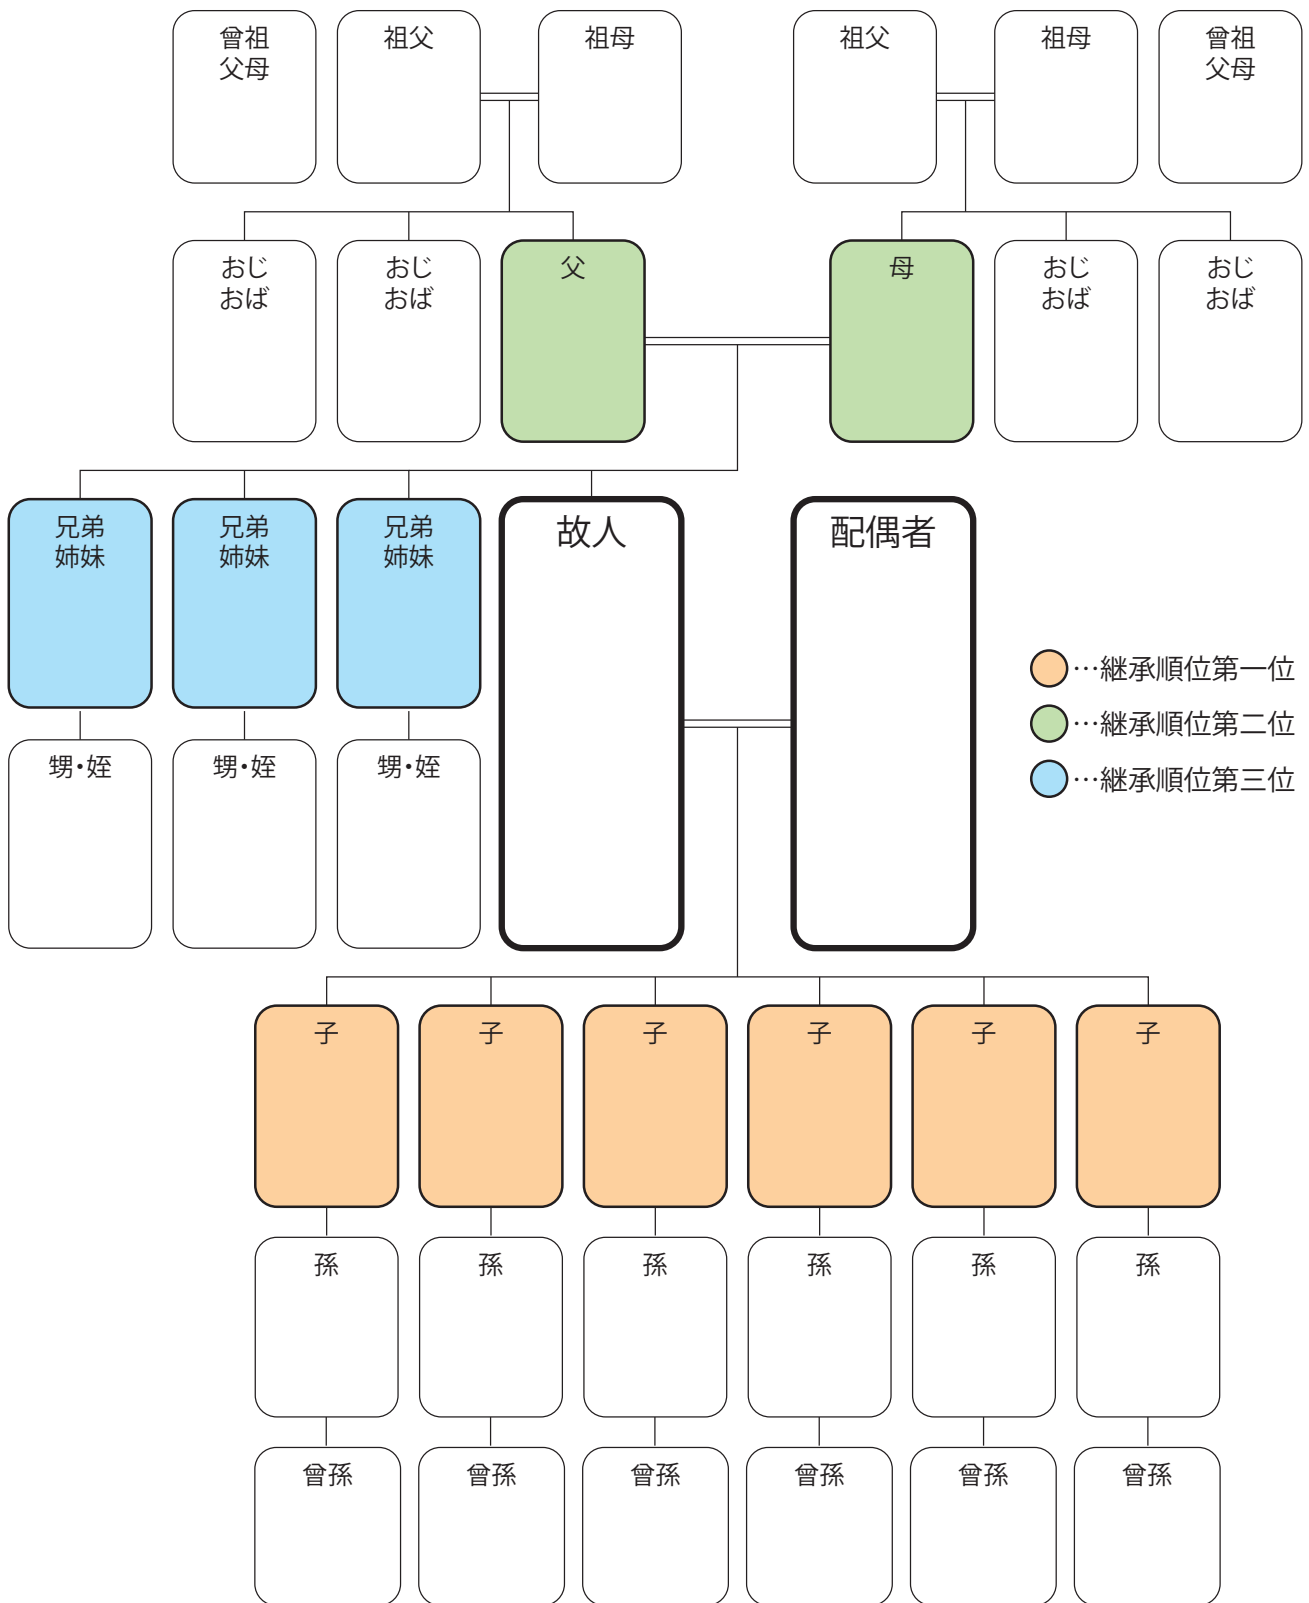 曾祖
父母
祖父
祖母
祖父
祖母
曾祖
父母
おじ
おば
おじ
おば
父
母
おじ
おば
おじ
おば
兄弟
姉妹
兄弟
姉妹
兄弟
姉妹
故人
配偶者
…継承順位第一位
…継承順位第二位
…継承順位第三位
甥・姪
甥・姪
甥・姪
子
子
子
子
子
子
孫
孫
孫
孫
孫
孫
曾孫
曾孫
曾孫
曾孫
曾孫
曾孫